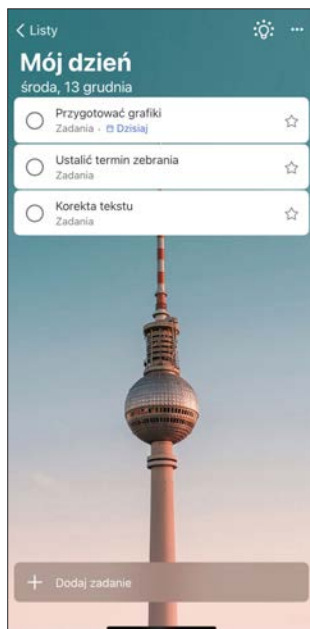 Listy
Mój dzień
środa, 13 grudnia
Przygotować grafiki
Zadania · Dzisiaj
Ustalić termin zebrania
Zadania
Korekta tekstu
Zadania
Dodaj zadanie